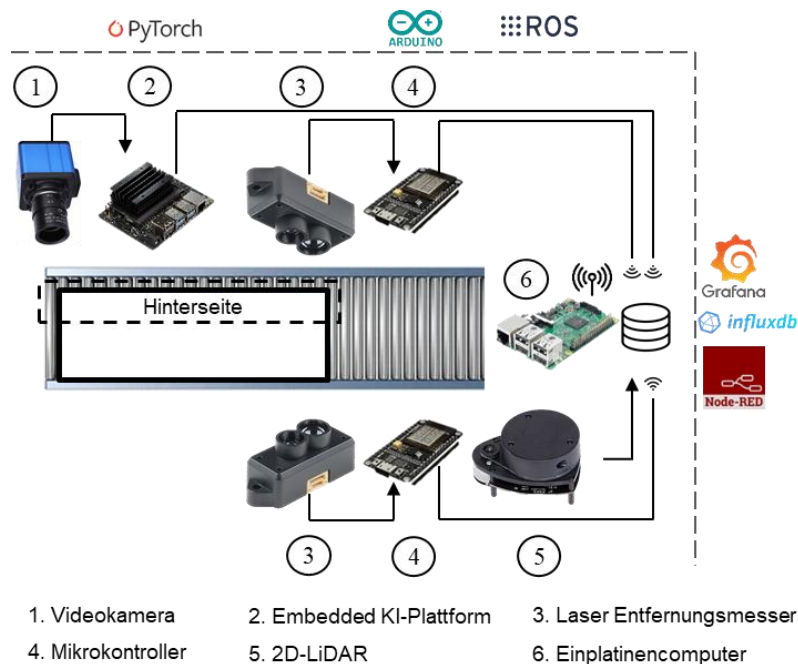 PyTorch
ARDUINO
ROS
1 2 3 4
Hinterseite
6
Grafana
influxdb
Node-RED
3 4 5
1. Videokamera 2. Embedded KI-Plattform 3. Laser Entfernungsmesser
4. Mikrokontroller 5. 2D-LiDAR 6. Einplatinencomputer